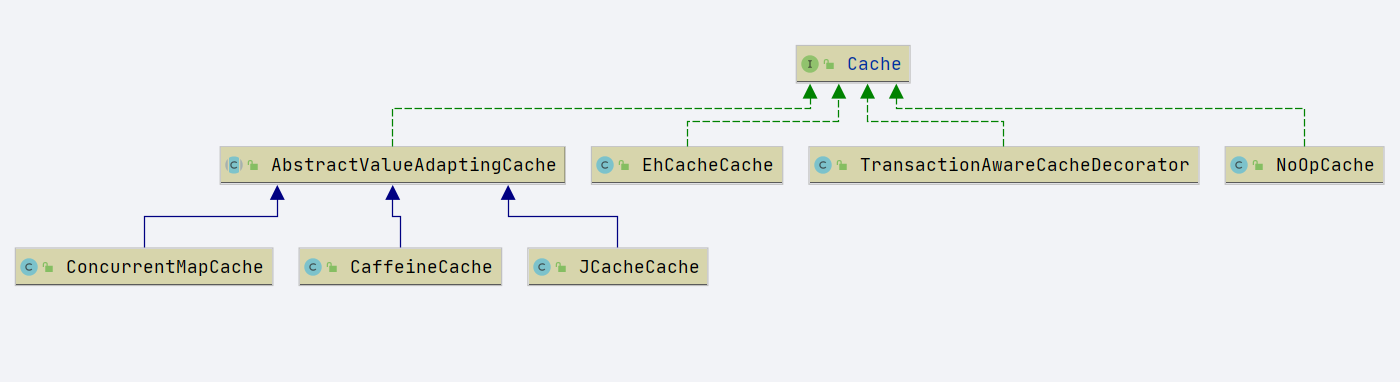 I Cache
C AbstractValueAdaptingCache
C EhCacheCache
C TransactionAwareCacheDecorator
C NoOpCache
C ConcurrentMapCache
C CaffeineCache
C JCacheCache